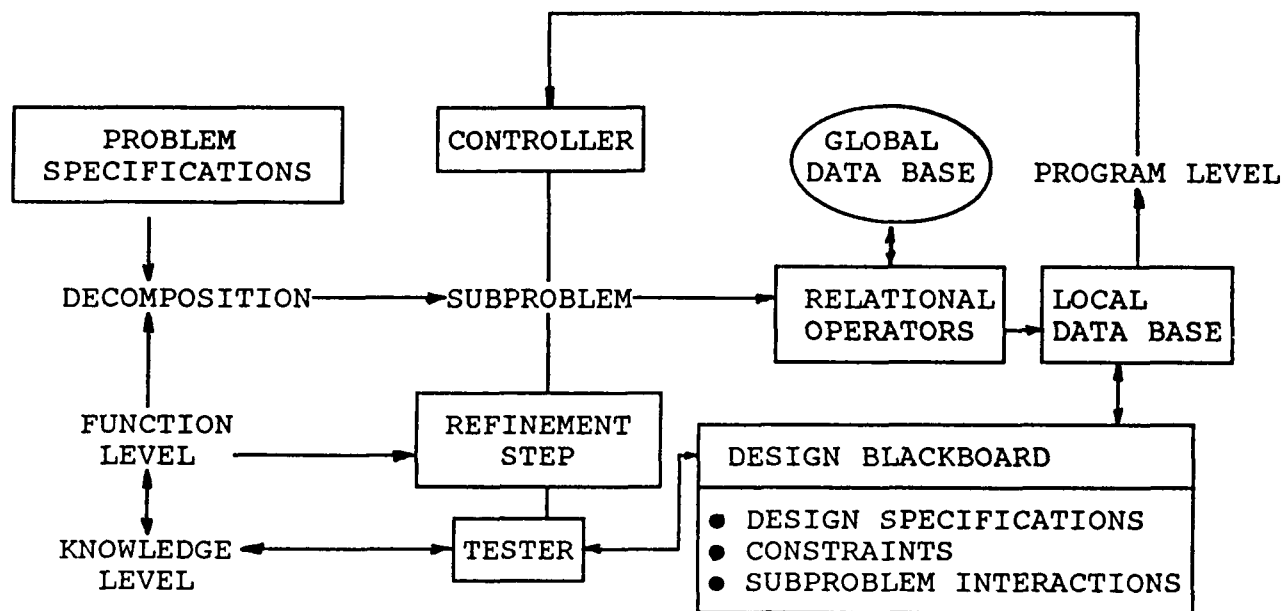 PROBLEM
SPECIFICATIONS
CONTROLLER
GLOBAL
DATA BASE
PROGRAM LEVEL
DECOMPOSITION
SUBPROBLEM
RELATIONAL
OPERATORS
LOCAL
DATA BASE
FUNCTION
LEVEL
REFINEMENT
STEP
DESIGN BLACKBOARD
● DESIGN SPECIFICATIONS
● CONSTRAINTS
● SUBPROBLEM INTERACTIONS
KNOWLEDGE
LEVEL
TESTER